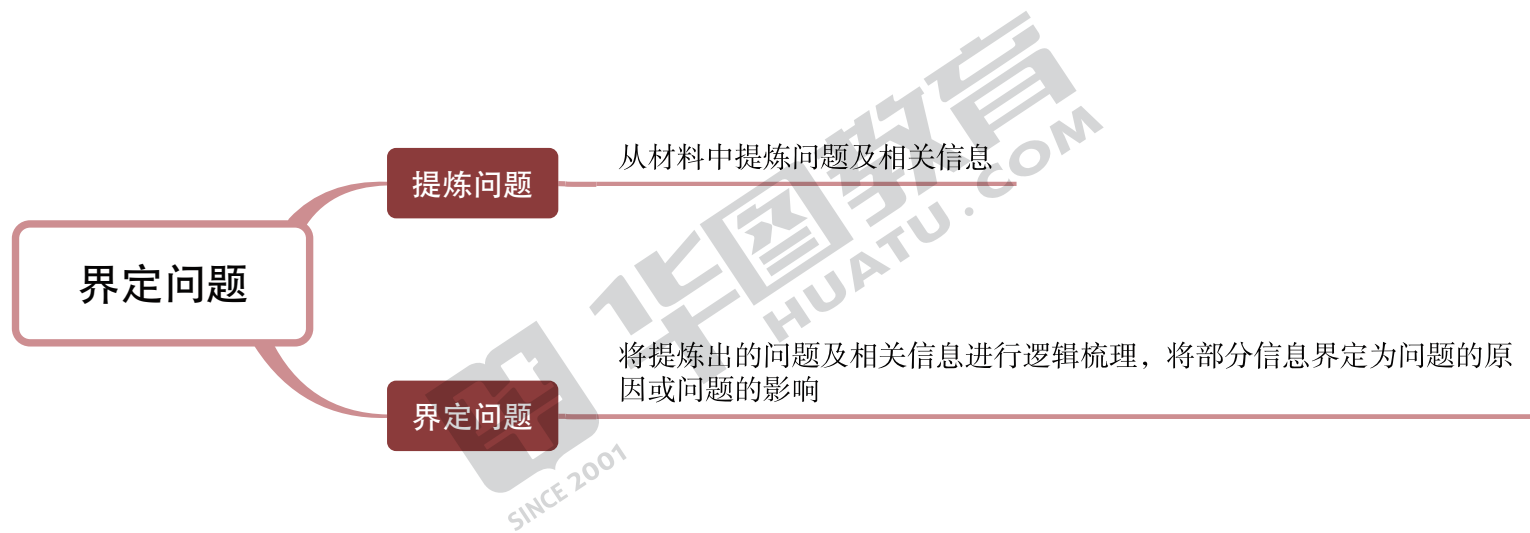 界定问题
提炼问题
从材料中提炼问题及相关信息
界定问题
将提炼出的问题及相关信息进行逻辑梳理，将部分信息界定为问题的原
因或问题的影响
华图教育
HUATU.COM
SINCE 2001